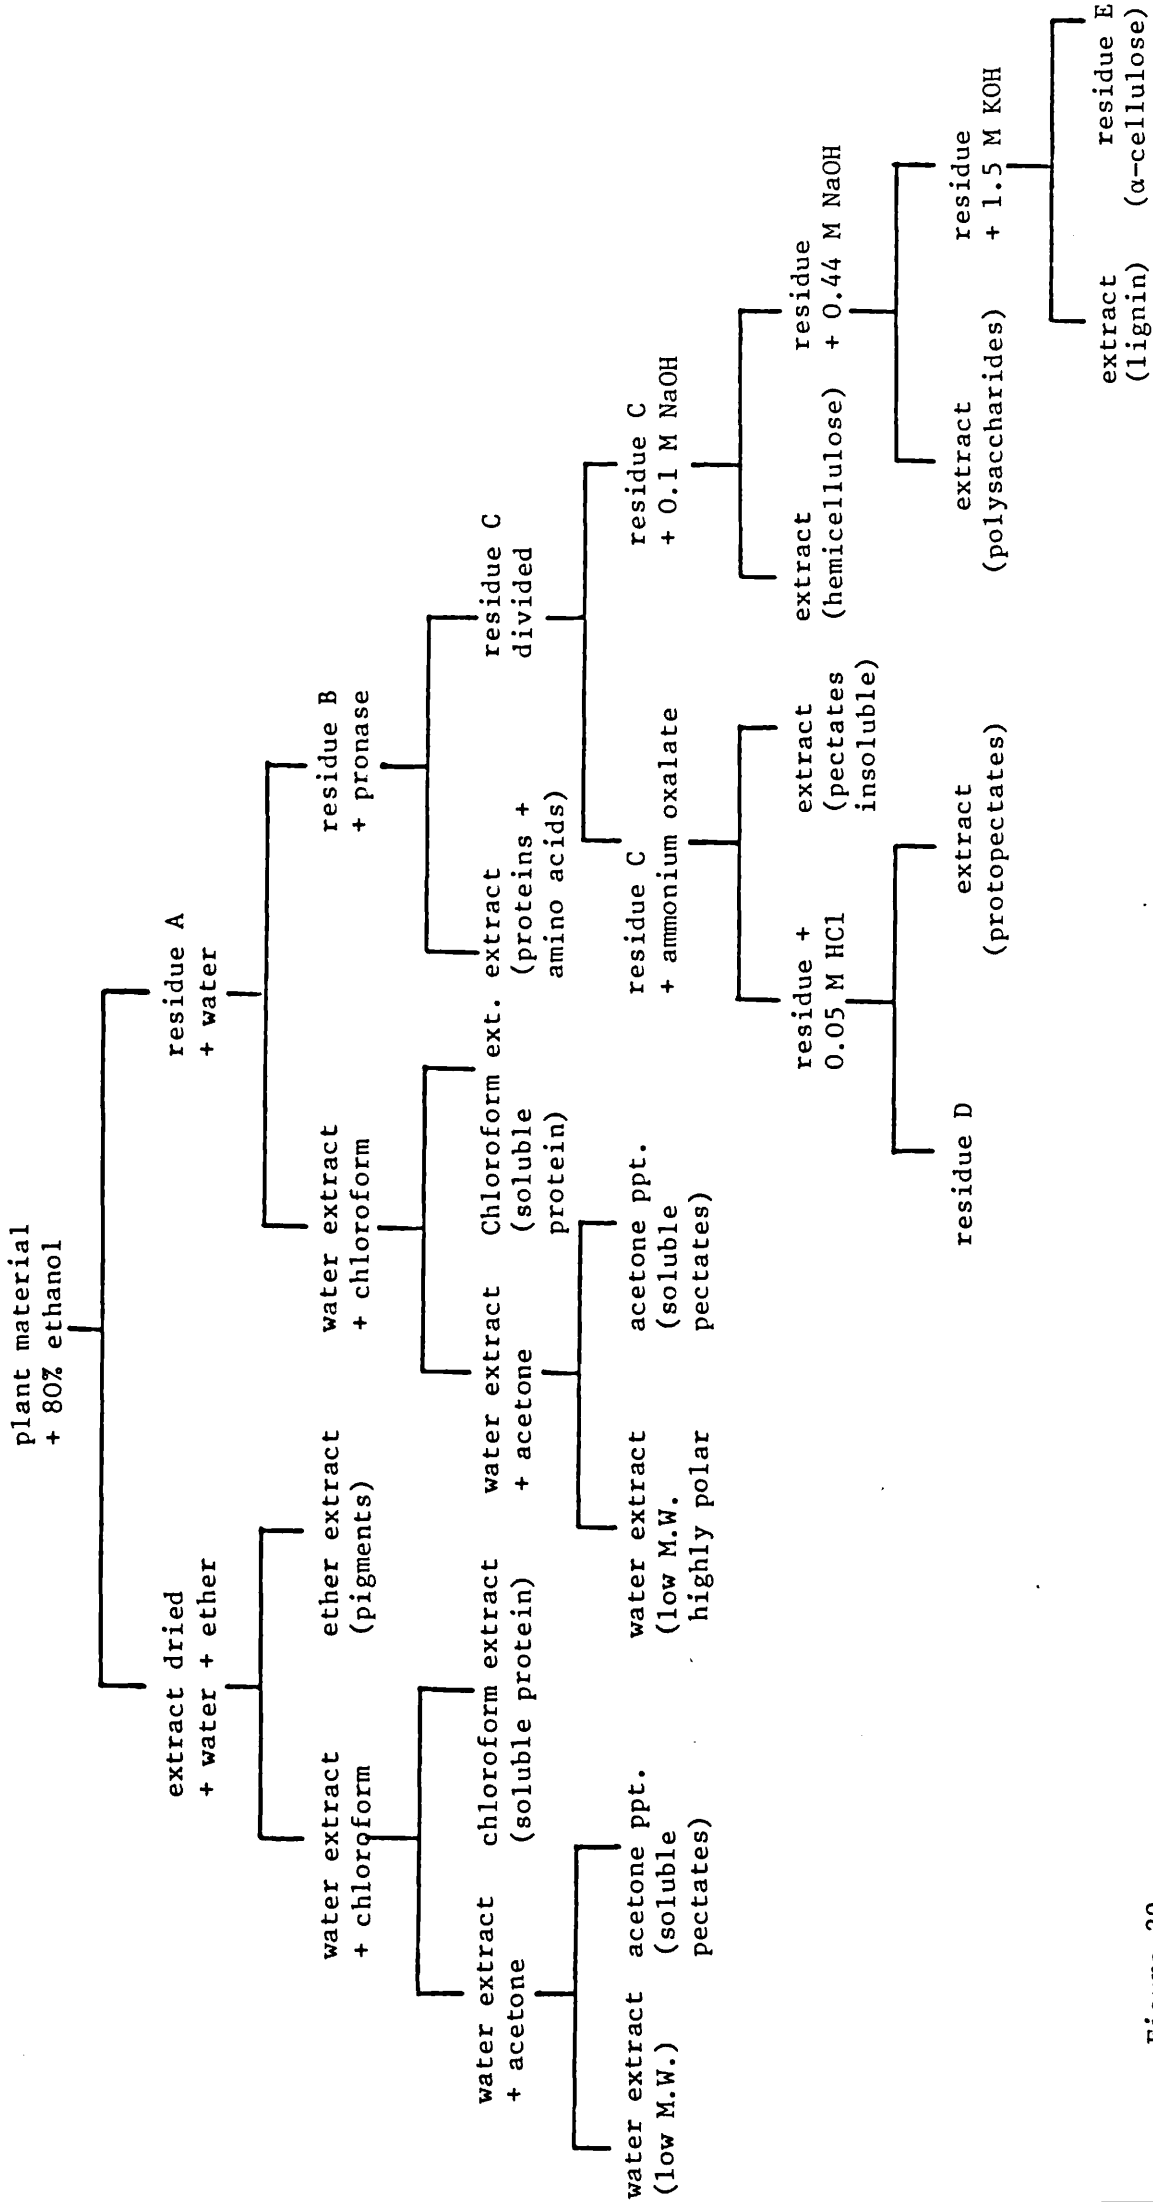 plant material
+ 80% ethanol
extract dried
+ water + ether
residue A
+ water
water extract
+ chloroform
ether extract
(pigments)
water extract
+ chloroform
residue B
+ pronase
water extract
+ acetone
chloroform extract
(soluble protein)
water extract
+ acetone
Chloroform ext.
(soluble
protein)
extract
(proteins +
amino acids)
residue C
divided
water extract
(low M.W.)
acetone ppt.
(soluble
pectates)
water extract
(low M.W.
highly polar
acetone ppt.
(soluble
pectates)
residue C
+ ammonium oxalate
residue C
+ 0.1 M NaOH
residue +
0.05 M HCl
extract
(pectates
insoluble)
extract
(hemicellulose)
residue
+ 0.44 M NaOH
residue D
extract
(protopectates)
extract
(polysaccharides)
residue
+ 1.5 M KOH
extract
(lignin)
residue E
(α-cellulose)